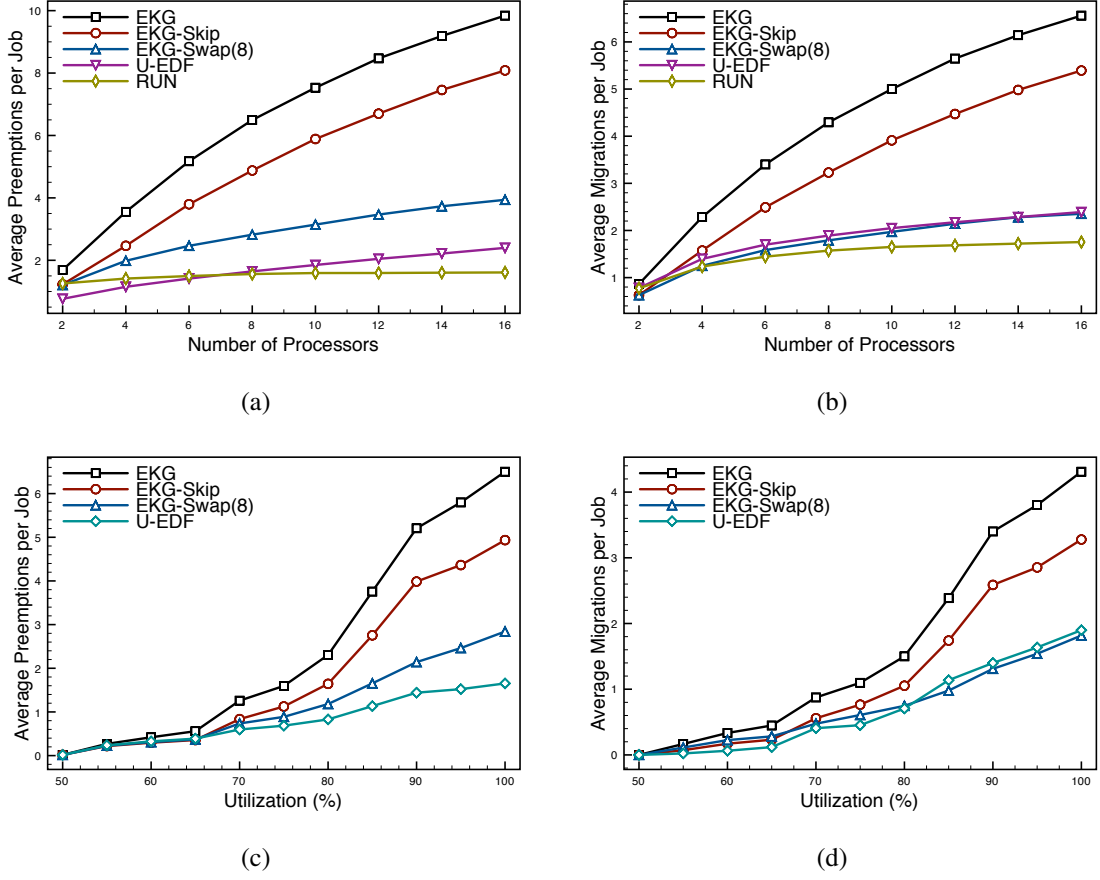 Average Preemptions per Job
10
8
6
4
2
EKG
EKG-Skip
EKG-Swap(8)
U-EDF
RUN
2 4 6 8 10 12 14 16
Number of Processors
(a)
Average Migrations per Job
6
5
4
3
2
1
EKG
EKG-Skip
EKG-Swap(8)
U-EDF
RUN
2 4 6 8 10 12 14 16
Number of Processors
(b)
Average Preemptions per Job
6
5
4
3
2
1
0
EKG
EKG-Skip
EKG-Swap(8)
U-EDF
50 60 70 80 90 100
Utilization (%)
(c)
Average Migrations per Job
4
3
2
1
0
EKG
EKG-Skip
EKG-Swap(8)
U-EDF
50 60 70 80 90 100
Utilization (%)
(d)